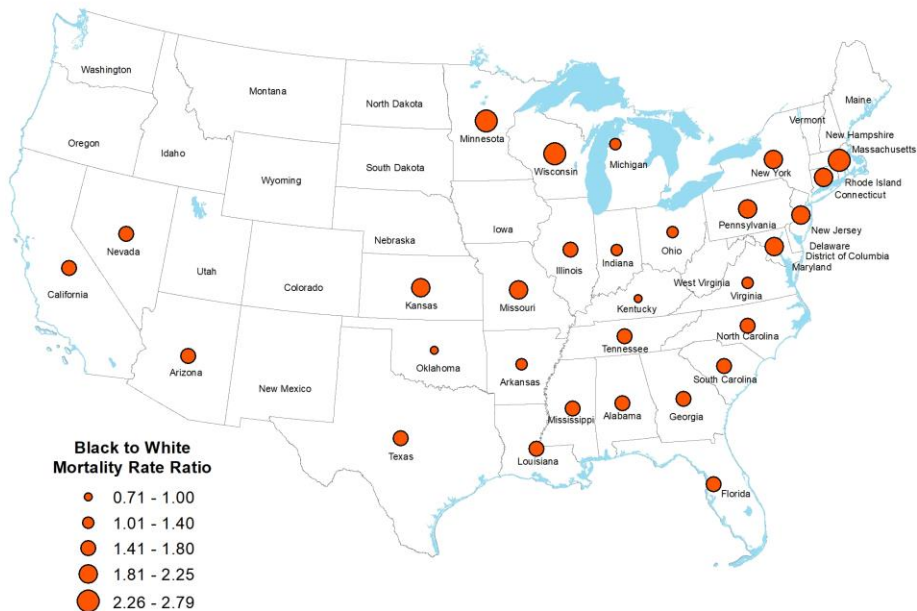 Washington
Montana
North Dakota
Minnesota
Maine
Vermont
New Hampshire
Massachusetts
Oregon
Idaho
Wyoming
South Dakota
Wisconsin
Michigan
New York
Rhode Island
Connecticut
Nevada
Utah
Nebraska
Iowa
Pennsylvania
New Jersey
Illinois
Indiana
Ohio
Delaware
District of Columbia
Maryland
California
Colorado
Kansas
Missouri
Kentucky
West Virginia
Virginia
Arizona
New Mexico
Oklahoma
Arkansas
Tennessee
North Carolina
South Carolina
Texas
Louisiana
Mississippi
Alabama
Georgia
Florida
Black to White
Mortality Rate Ratio
0.71 - 1.00
1.01 - 1.40
1.41 - 1.80
1.81 - 2.25
2.26 - 2.79